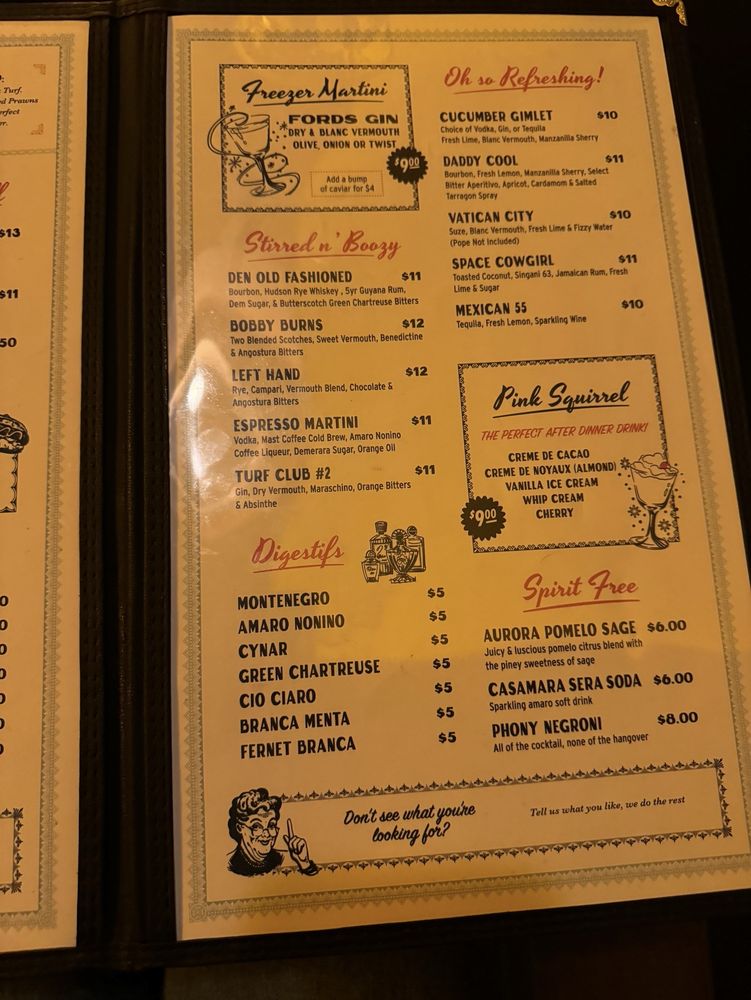 Turf.
ed Prawns
erfect
$13
$11
50
Freezer Martini
FORDS GIN
DRY & BLANC VERMOUTH
OLIVE, ONION OR TWIST
$9.00
Add a bump
of caviar for $4
Stirred n' Boozy
DEN OLD FASHIONED $11
Bourbon, Hudson Rye Whiskey , 5yr Guyana Rum,
Dem Sugar, & Butterscotch Green Chartreuse Bitters
BOBBY BURNS $12
Two Blended Scotches, Sweet Vermouth, Benedictine
& Angostura Bitters
LEFT HAND $12
Rye, Campari, Vermouth Blend, Chocolate &
Angostura Bitters
ESPRESSO MARTINI $11
Vodka, Mast Coffee Cold Brew, Amaro Nonino
Coffee Liqueur, Demerara Sugar, Orange Oil
TURF CLUB #2 $11
Gin, Dry Vermouth, Maraschino, Orange Bitters
& Absinthe
Digestifs
MONTENEGRO $5
AMARO NONINO $5
CYNAR $5
GREEN CHARTREUSE $5
CIO CIARO $5
BRANCA MENTA $5
FERNET BRANCA $5
Oh so Refreshing!
CUCUMBER GIMLET $10
Choice of Vodka, Gin, or Tequila
Fresh Lime, Blanc Vermouth, Manzanilla Sherry
DADDY COOL $11
Bourbon, Fresh Lemon, Manzanilla Sherry, Select
Bitter Aperitivo, Apricot, Cardamom & Salted
Tarragon Spray
VATICAN CITY $10
Suze, Blanc Vermouth, Fresh Lime & Fizzy Water
(Pope Not Included)
SPACE COWGIRL $11
Toasted Coconut, Singani 63, Jamaican Rum, Fresh
Lime & Sugar
MEXICAN 55 $10
Tequila, Fresh Lemon, Sparkling Wine
Pink Squirrel
THE PERFECT AFTER DINNER DRINK!
CREME DE CACAO
CREME DE NOYAUX (ALMOND)
VANILLA ICE CREAM
WHIP CREAM
CHERRY
$9.00
Spirit Free
AURORA POMELO SAGE $6.00
Juicy & luscious pomelo citrus blend with
the piney sweetness of sage
CASAMARA SERA SODA $6.00
Sparkling amaro soft drink
PHONY NEGRONI $8.00
All of the cocktail, none of the hangover
Don't see what you're
looking for?
Tell us what you like, we do the rest